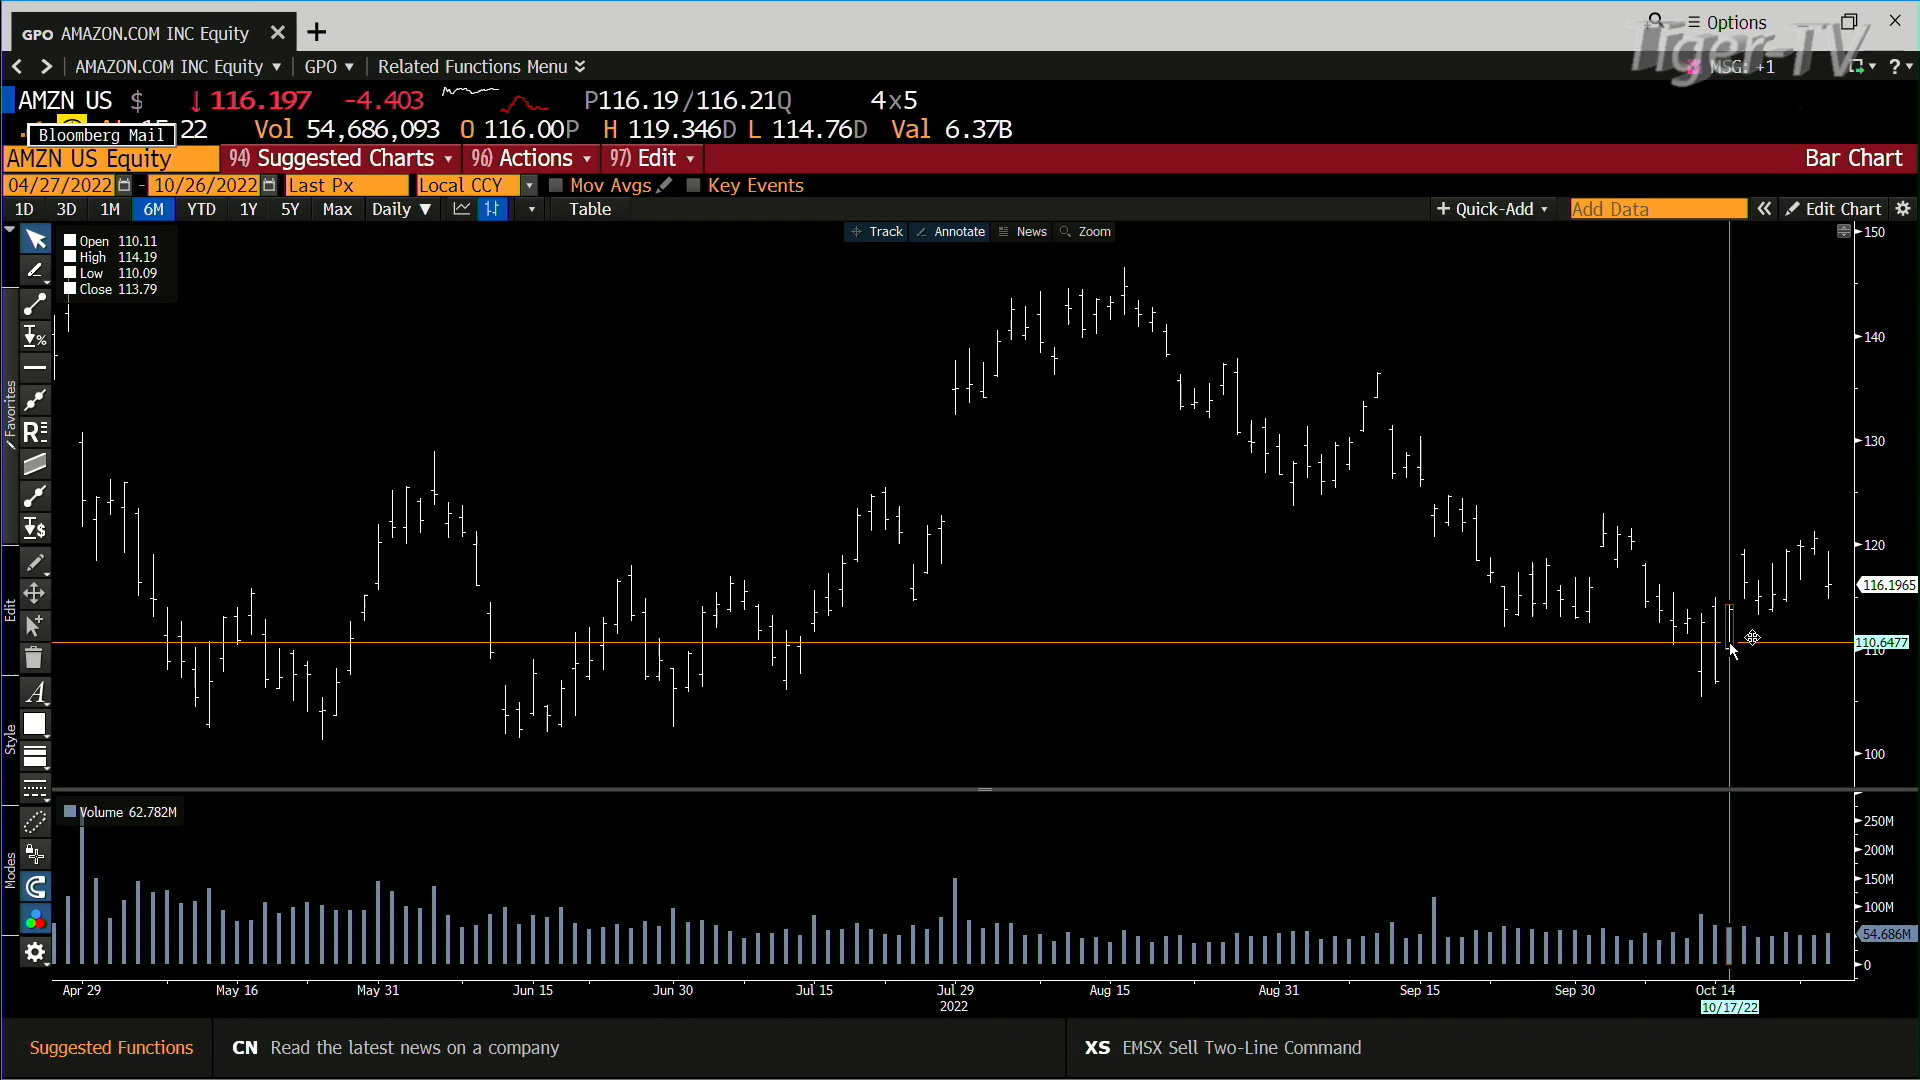 GPO AMAZON.COM INC Equity
Options
AMAZON.COM INC Equity GPO Related Functions Menu
MSG: +1 ?
Tiger-TV
AMZN US $ ↓116.197 -4.403 P116.19/116.21Q 4x5
15:22 Vol 54,686,093 O 116.00P H 119.346D L 114.76D Val 6.37B
Bloomberg Mail
AMZN US Equity 94) Suggested Charts 96) Actions 97) Edit Bar Chart
04/27/2022 - 10/26/2022 Last Px Local CCY Mov Avgs Key Events
1D 3D 1M 6M YTD 1Y 5Y Max Daily Table + Quick-Add Add Data Edit Chart
Track Annotate News Zoom
Open 110.11
High 114.19
Low 110.09
Close 113.79
150
140
130
120
116.1965
110.6477
110
100
Favorites
Edit
Style
Modes
Volume 62.782M
250M
200M
150M
100M
54.686M
0
Apr 29 May 16 May 31 Jun 15 Jun 30 Jul 15 Jul 29 Aug 15 Aug 31 Sep 15 Sep 30 Oct 14
2022
10/17/22
Suggested Functions CN Read the latest news on a company XS EMSX Sell Two-Line Command